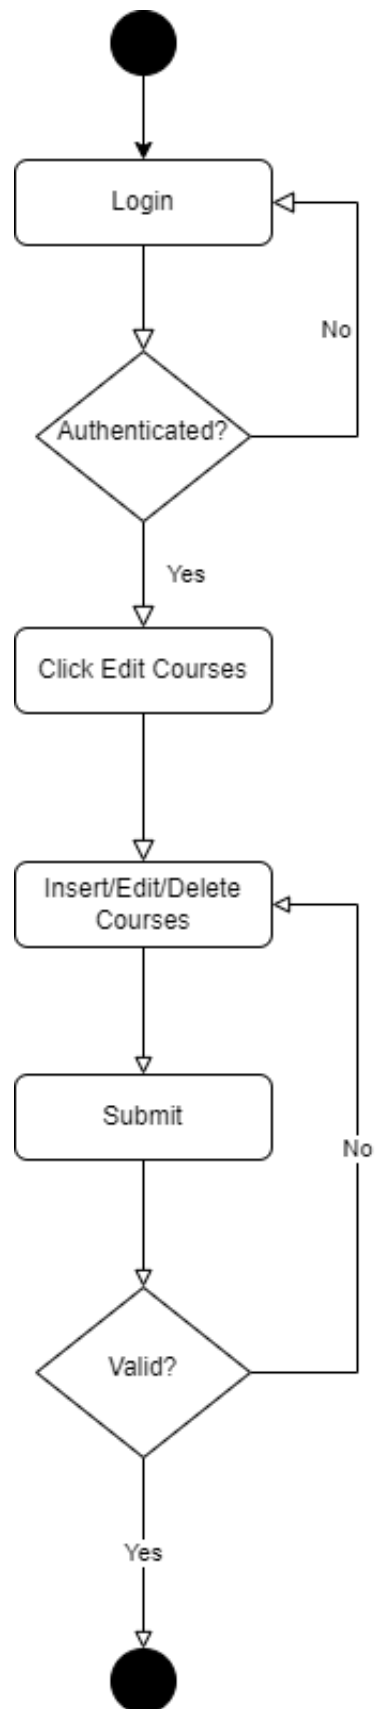 Login
No
Authenticated?
Yes
Click Edit Courses
Insert/Edit/Delete
Courses
Submit
No
Valid?
Yes